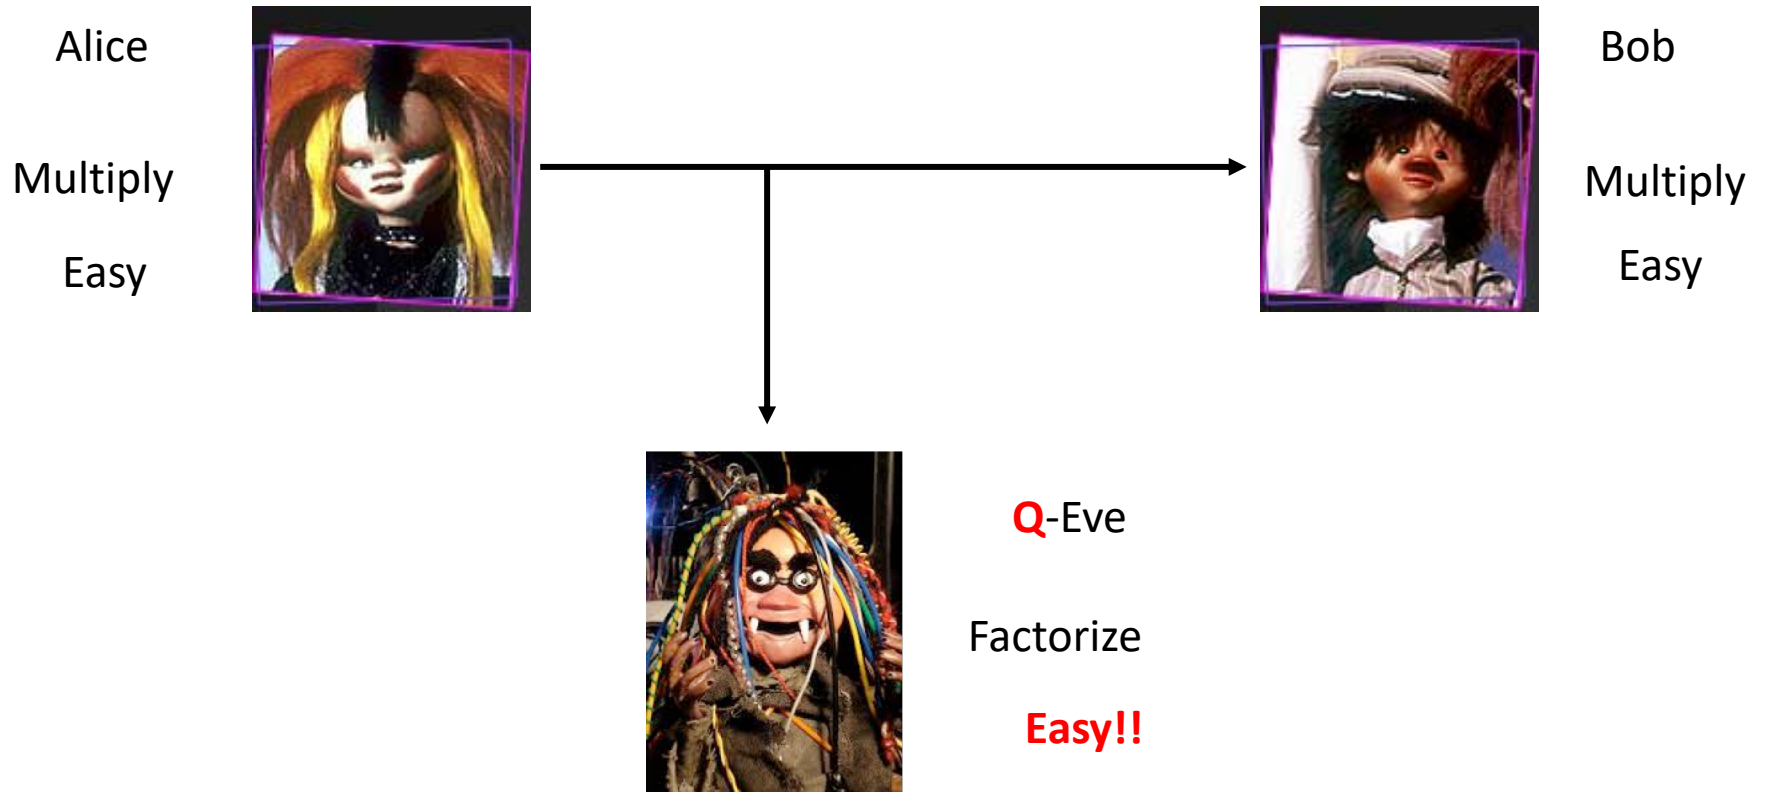 Alice
Multiply
Easy
Bob
Multiply
Easy
Q-Eve
Factorize
Easy!!